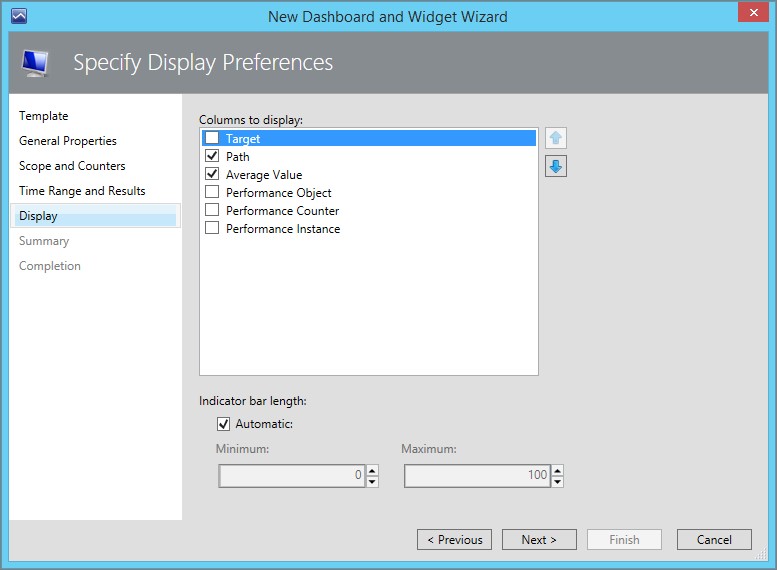 New Dashboard and Widget Wizard
Specify Display Preferences
Template
General Properties
Scope and Counters
Time Range and Results
Display
Summary
Completion
Columns to display:
Target
Path
Average Value
Performance Object
Performance Counter
Performance Instance
Indicator bar length:
Automatic:
Minimum: Maximum:
0 100
< Previous Next > Finish Cancel